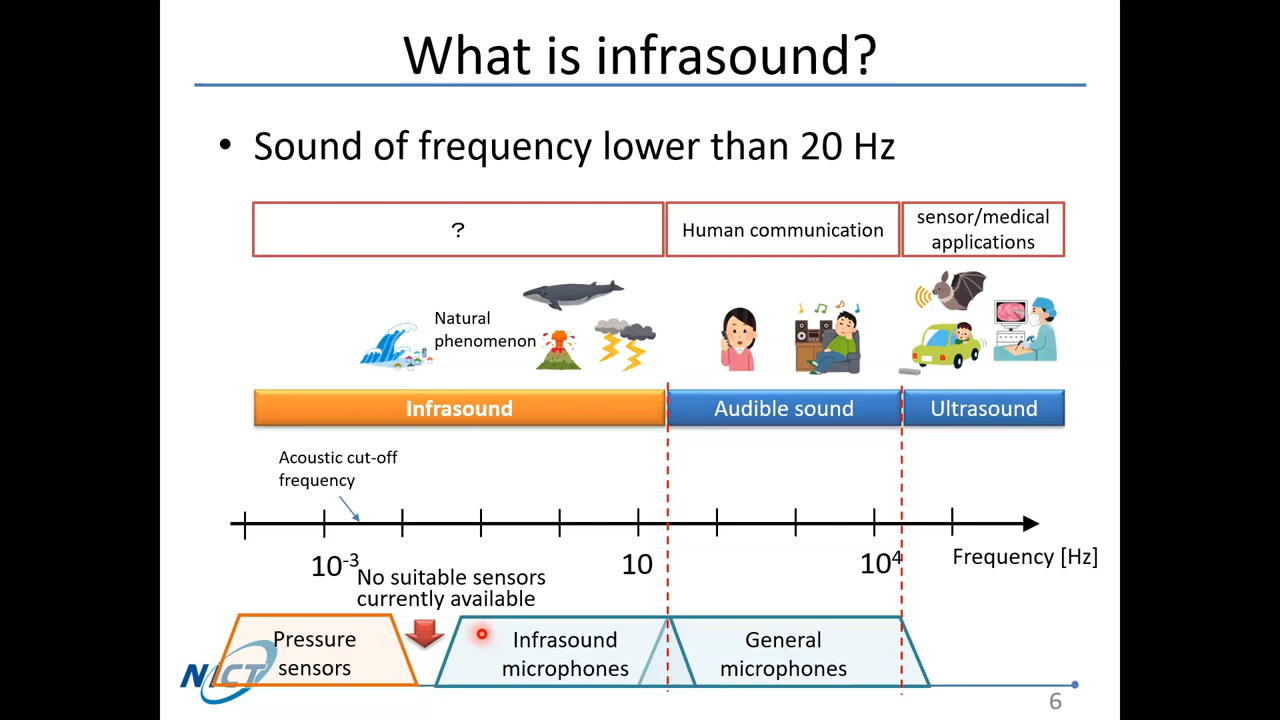 What is infrasound?
• Sound of frequency lower than 20 Hz
?
Human communication
sensor/medical
applications
Natural
phenomenon
Infrasound
Audible sound
Ultrasound
Acoustic cut-off
frequency
10-3
10
104
Frequency [Hz]
No suitable sensors
currently available
Pressure
sensors
Infrasound
microphones
General
microphones
NICT
6